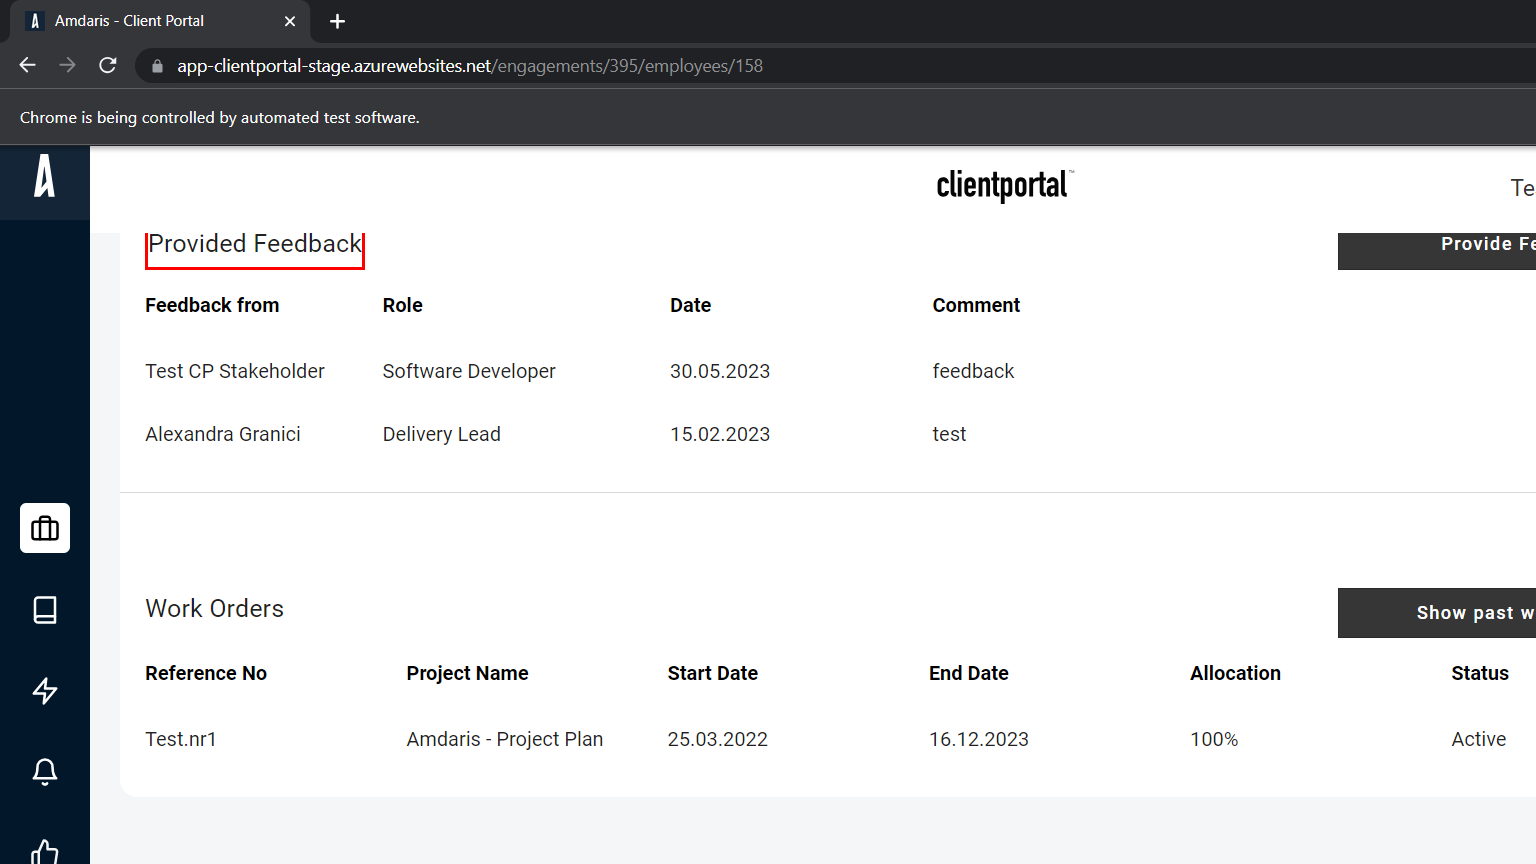 Amdaris - Client Portal
app-clientportal-stage.azurewebsites.net/engagements/395/employees/158
Chrome is being controlled by automated test software.
clientportal™
Te
Provided Feedback
Provide Fe
Feedback from Role Date Comment
Test CP Stakeholder Software Developer 30.05.2023 feedback
Alexandra Granici Delivery Lead 15.02.2023 test
Work Orders
Show past w
Reference No Project Name Start Date End Date Allocation Status
Test.nr1 Amdaris - Project Plan 25.03.2022 16.12.2023 100% Active